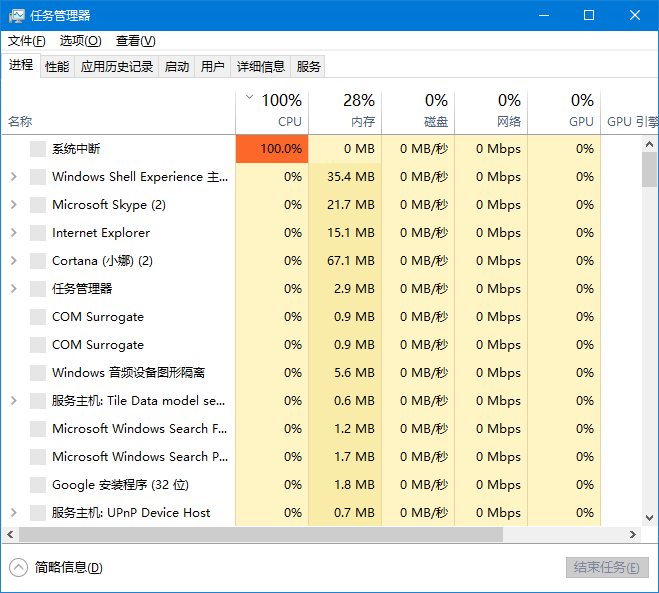 任务管理器
文件(F) 选项(O) 查看(V)
进程 性能 应用历史记录 启动 用户 详细信息 服务
100% 28% 0% 0% 0%
名称 CPU 内存 磁盘 网络 GPU GPU 引擎
系统中断 100.0% 0 MB 0 MB/秒 0 Mbps 0%
Windows Shell Experience 主... 0% 35.4 MB 0 MB/秒 0 Mbps 0%
Microsoft Skype (2) 0% 21.7 MB 0 MB/秒 0 Mbps 0%
Internet Explorer 0% 15.1 MB 0 MB/秒 0 Mbps 0%
Cortana (小娜) (2) 0% 67.1 MB 0 MB/秒 0 Mbps 0%
任务管理器 0% 2.9 MB 0 MB/秒 0 Mbps 0%
COM Surrogate 0% 0.9 MB 0 MB/秒 0 Mbps 0%
COM Surrogate 0% 0.9 MB 0 MB/秒 0 Mbps 0%
Windows 音频设备图形隔离 0% 5.6 MB 0 MB/秒 0 Mbps 0%
服务主机: Tile Data model se... 0% 0.6 MB 0 MB/秒 0 Mbps 0%
Microsoft Windows Search F... 0% 1.2 MB 0 MB/秒 0 Mbps 0%
Microsoft Windows Search P... 0% 1.7 MB 0 MB/秒 0 Mbps 0%
Google 安装程序 (32 位) 0% 1.8 MB 0 MB/秒 0 Mbps 0%
服务主机: UPnP Device Host 0% 0.7 MB 0 MB/秒 0 Mbps 0%
简略信息(D) 结束任务(E)